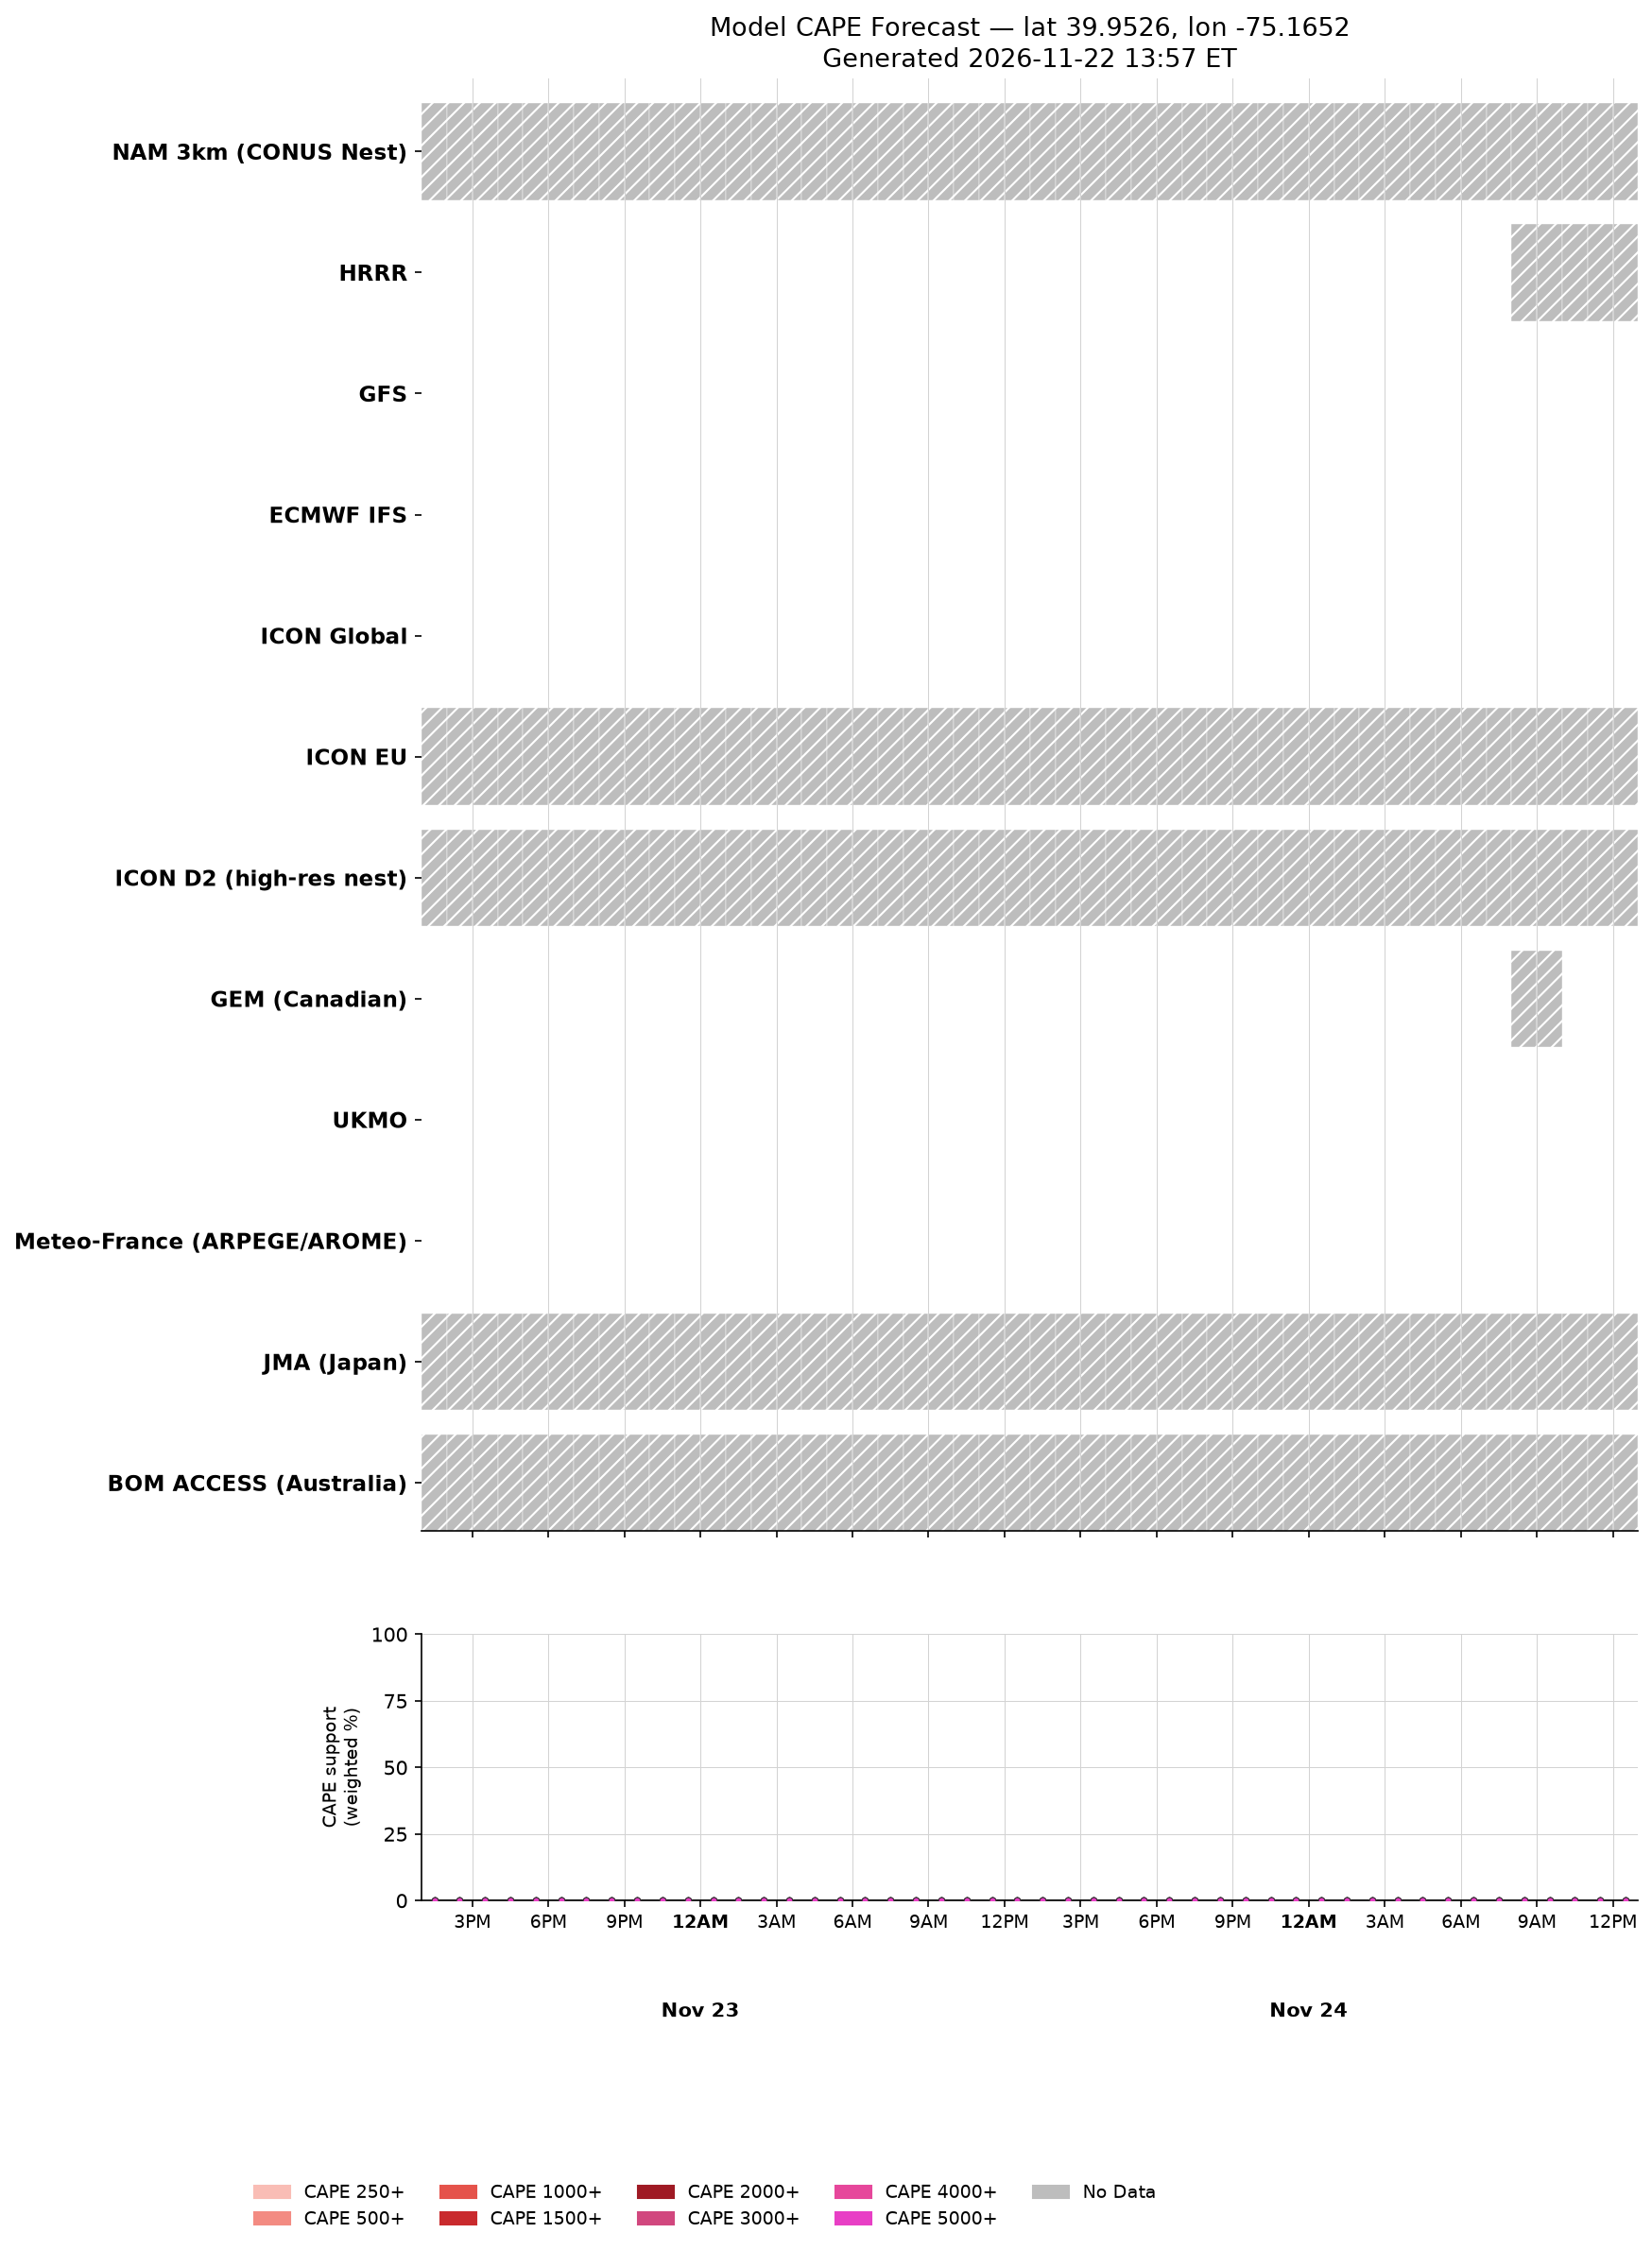 Model CAPE Forecast — lat 39.9526, lon -75.1652
Generated 2026-11-22 13:57 ET
NAM 3km (CONUS Nest)
HRRR
GFS
ECMWF IFS
ICON Global
ICON EU
ICON D2 (high-res nest)
GEM (Canadian)
UKMO
Meteo-France (ARPEGE/AROME)
JMA (Japan)
BOM ACCESS (Australia)
CAPE support
(weighted %)
100
75
50
25
0
3PM 6PM 9PM 12AM 3AM 6AM 9AM 12PM 3PM 6PM 9PM 12AM 3AM 6AM 9AM 12PM
Nov 23 Nov 24
CAPE 250+ CAPE 1000+ CAPE 2000+ CAPE 4000+ No Data
CAPE 500+ CAPE 1500+ CAPE 3000+ CAPE 5000+